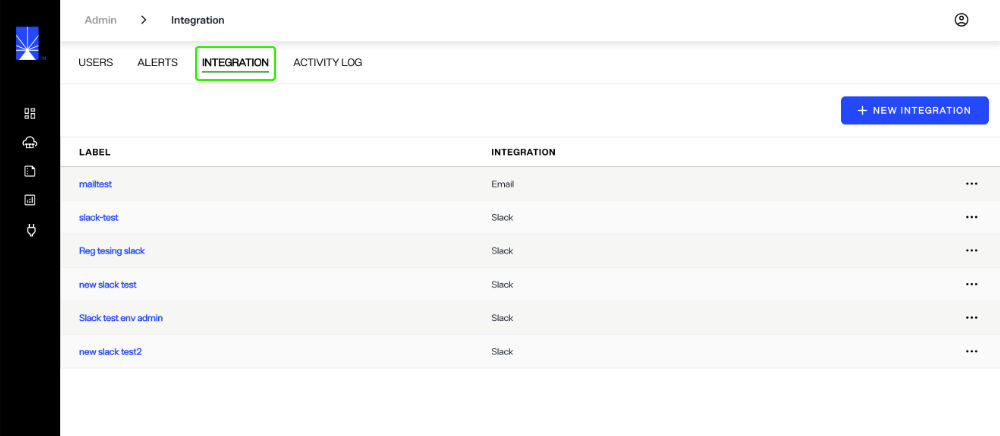 Admin > Integration
USERS ALERTS INTEGRATION ACTIVITY LOG
+ NEW INTEGRATION
LABEL INTEGRATION
mailtest Email
slack-test Slack
Reg tesing slack Slack
new slack test Slack
Slack test env admin Slack
new slack test2 Slack